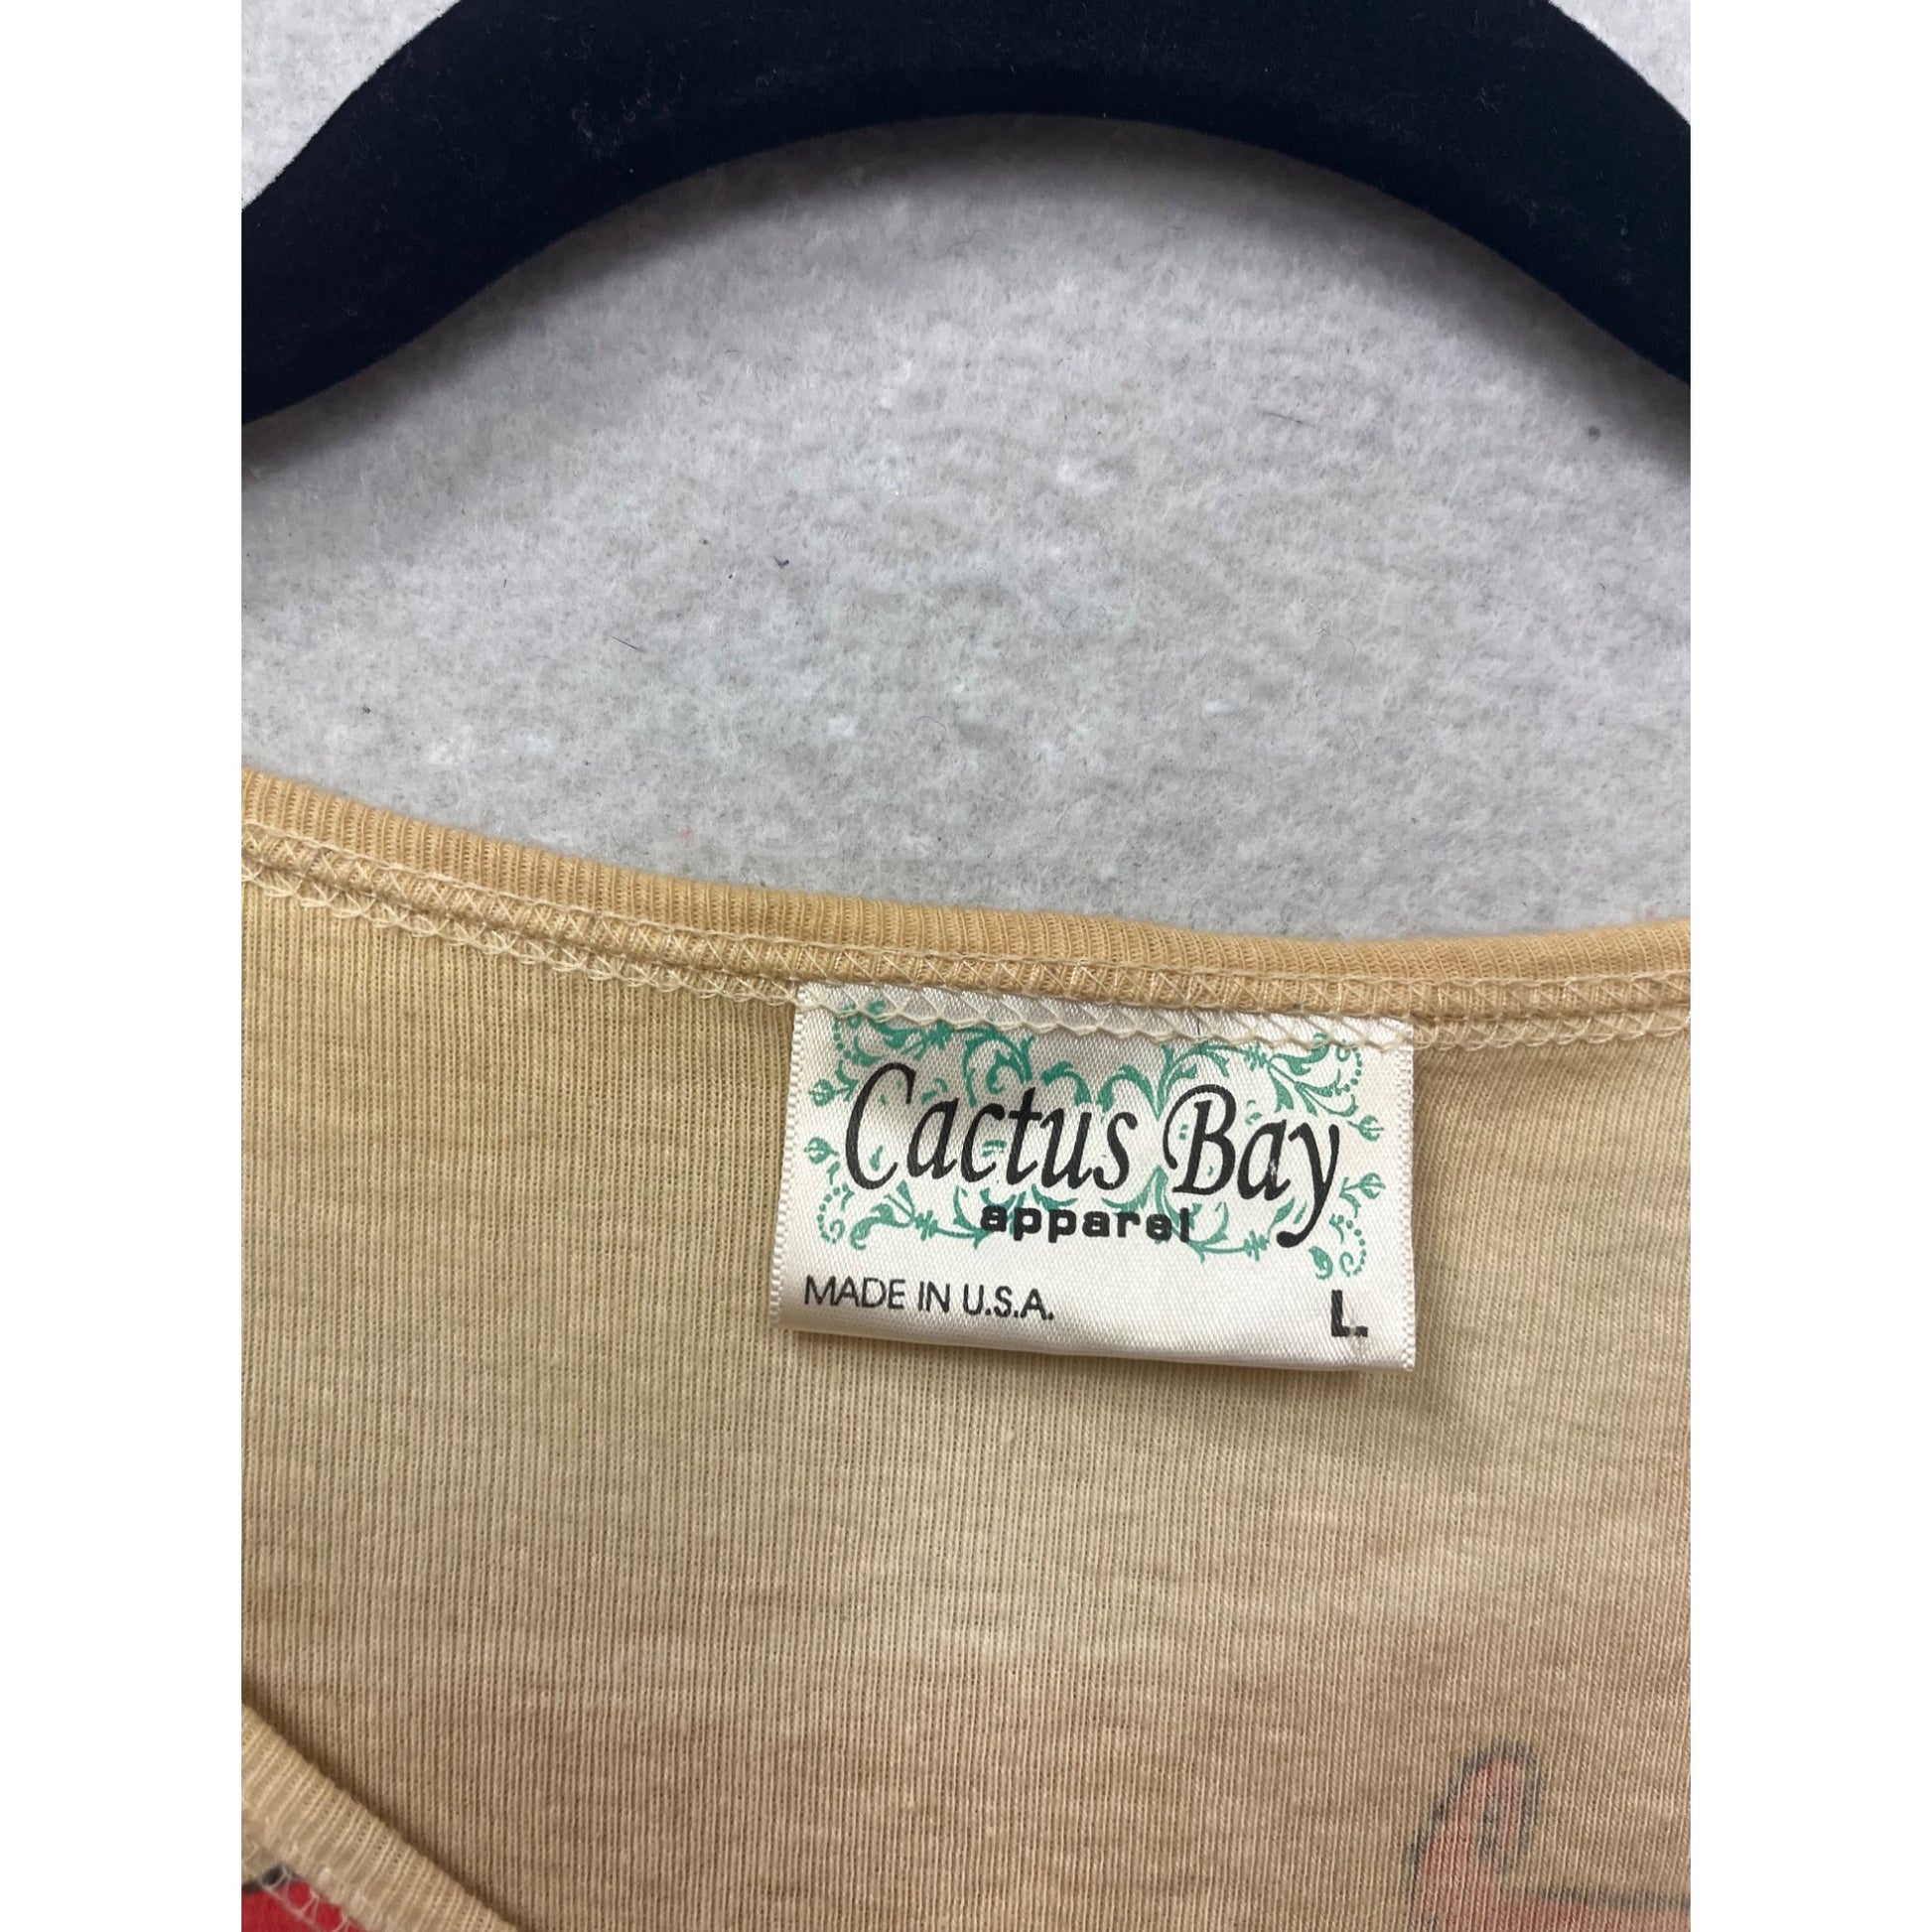 Cactus Bay
apparel
MADE IN U.S.A.
L